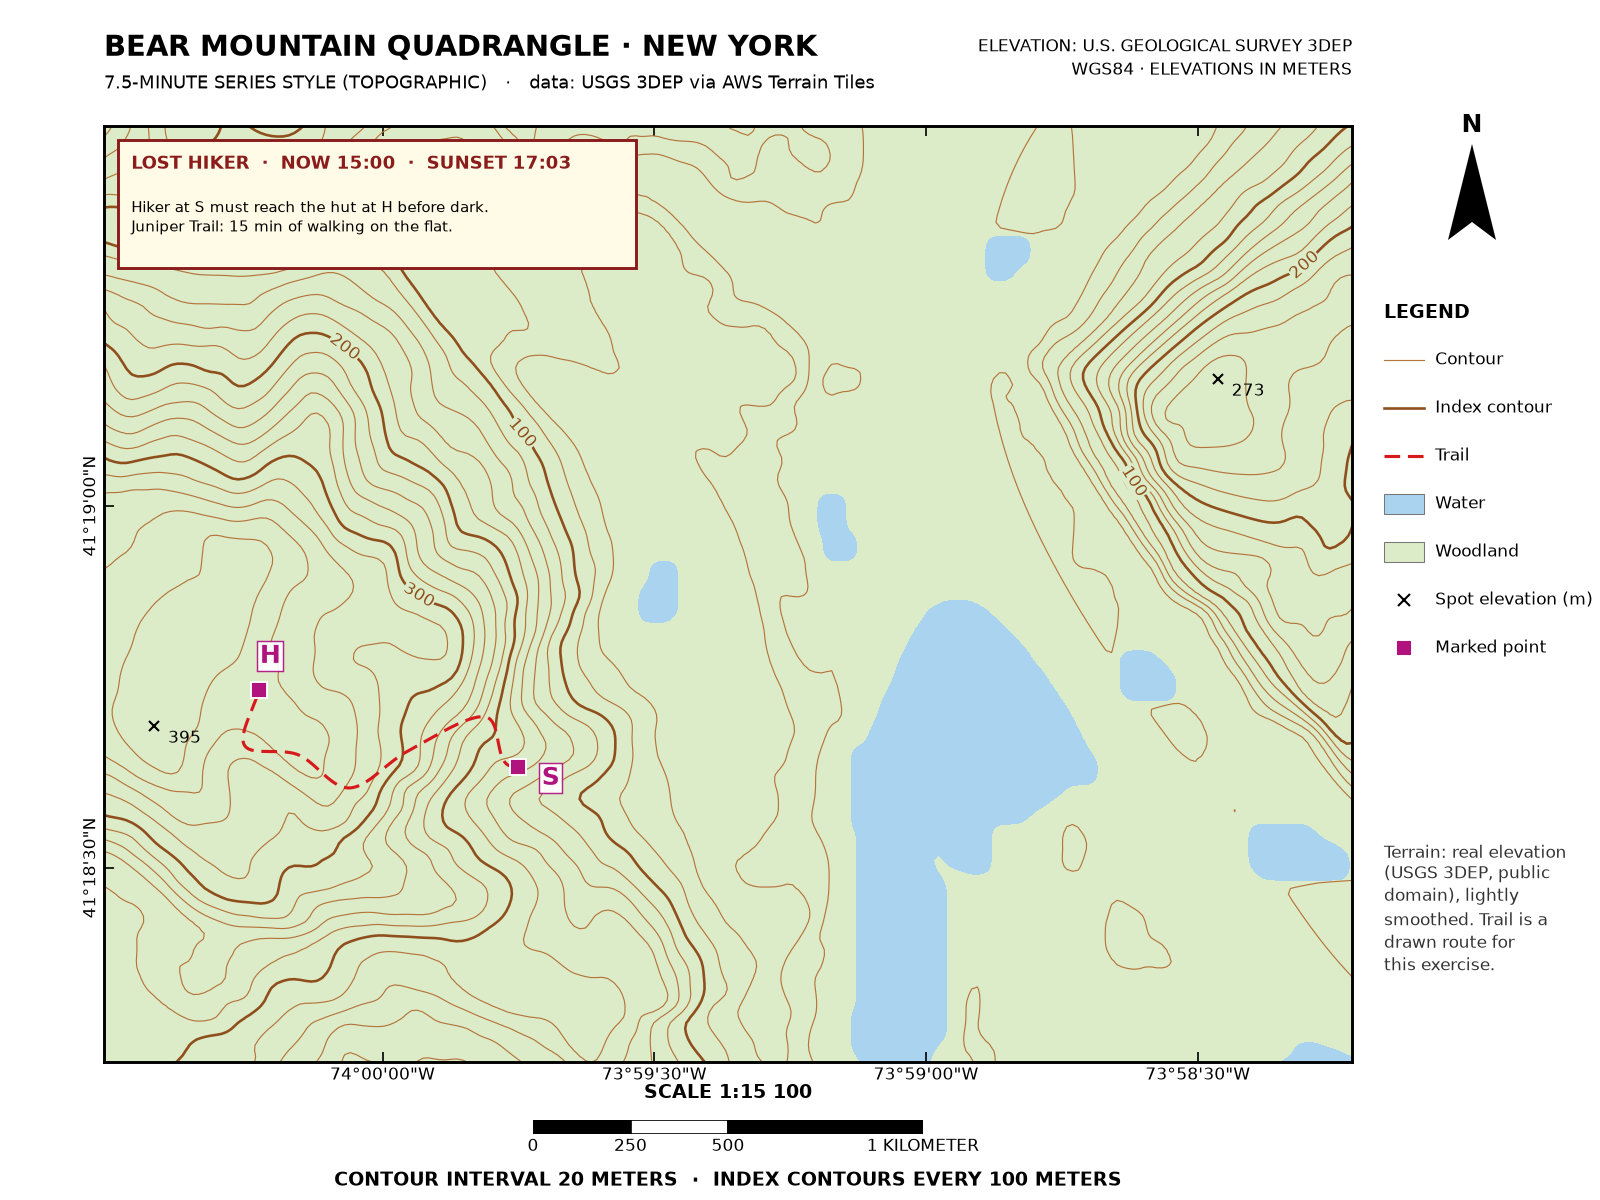 BEAR MOUNTAIN QUADRANGLE · NEW YORK
7.5-MINUTE SERIES STYLE (TOPOGRAPHIC) · data: USGS 3DEP via AWS Terrain Tiles
ELEVATION: U.S. GEOLOGICAL SURVEY 3DEP
WGS84 · ELEVATIONS IN METERS
LOST HIKER · NOW 15:00 · SUNSET 17:03
Hiker at S must reach the hut at H before dark.
Juniper Trail: 15 min of walking on the flat.
200
200
273
100
100
300
H
395
S
41°19'00"N
41°18'30"N
74°00'00"W
73°59'30"W
73°59'00"W
73°58'30"W
N
LEGEND
Contour
Index contour
Trail
Water
Woodland
Spot elevation (m)
Marked point
Terrain: real elevation
(USGS 3DEP, public
domain), lightly
smoothed. Trail is a
drawn route for
this exercise.
SCALE 1:15 100
0 250 500 1 KILOMETER
CONTOUR INTERVAL 20 METERS · INDEX CONTOURS EVERY 100 METERS